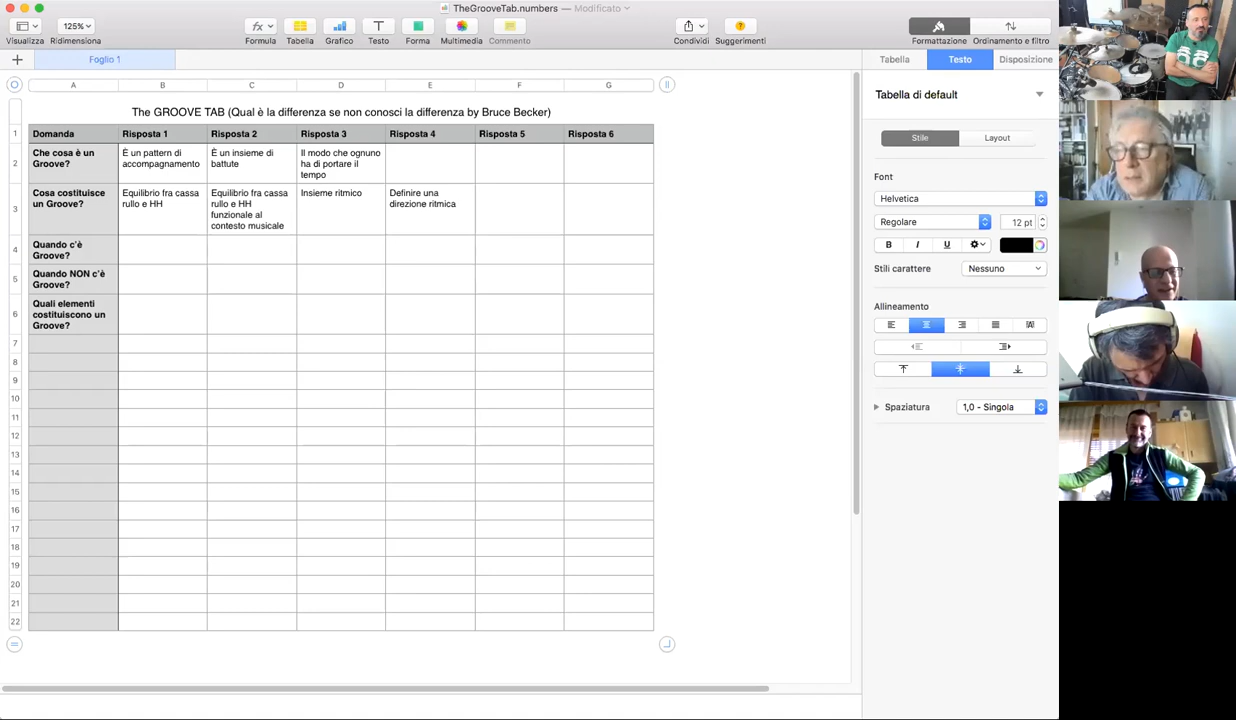 TheGrooveTab.numbers — Modificato
125%
Visualizza
Ridimensiona
Formula
Tabella
Grafico
Testo
Forma
Multimedia
Commento
Condividi
Suggerimenti
Formattazione
Ordinamento e filtro
Foglio 1
Tabella
Testo
Disposizione
A B C D E F G
The GROOVE TAB (Qual è la differenza se non conosci la differenza by Bruce Becker)
1 Domanda Risposta 1 Risposta 2 Risposta 3 Risposta 4 Risposta 5 Risposta 6
2
Che cosa è un
Groove?
È un pattern di
accompagnamento
È un insieme di
battute
Il modo che ognuno
ha di portare il
tempo
3
Cosa costituisce
un Groove?
Equilibrio fra cassa
rullo e HH
Equilibrio fra cassa
rullo e HH
funzionale al
contesto musicale
Insieme ritmico
Definire una
direzione ritmica
4
Quando c'è
Groove?
5
Quando NON c'è
Groove?
6
Quali elementi
costituiscono un
Groove?
7
8
9
10
11
12
13
14
15
16
17
18
19
20
21
22
Tabella di default
Stile
Layout
Font
Helvetica
Regolare
12 pt
B I U
Stili carattere
Nessuno
Allineamento
Spaziatura
1,0 - Singola